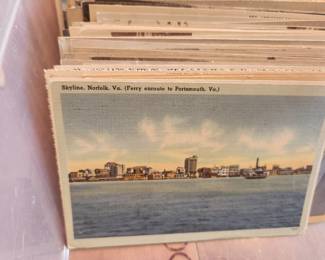 Skyline, Norfolk, Va. (Ferry enroute to Portsmouth, Va.)